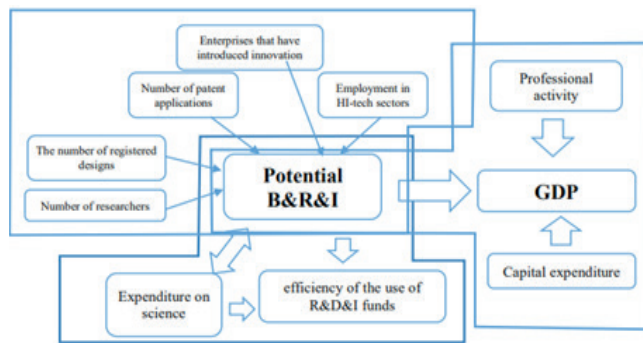 Enterprises that have
introduced innovation
Number of patent
applications
Employment in
HI-tech sectors
Professional
activity
The number of registered
designs
Number of researchers
Potential
B&R&I
GDP
Expenditure on
science
efficiency of the use of
R&D&I funds
Capital expenditure